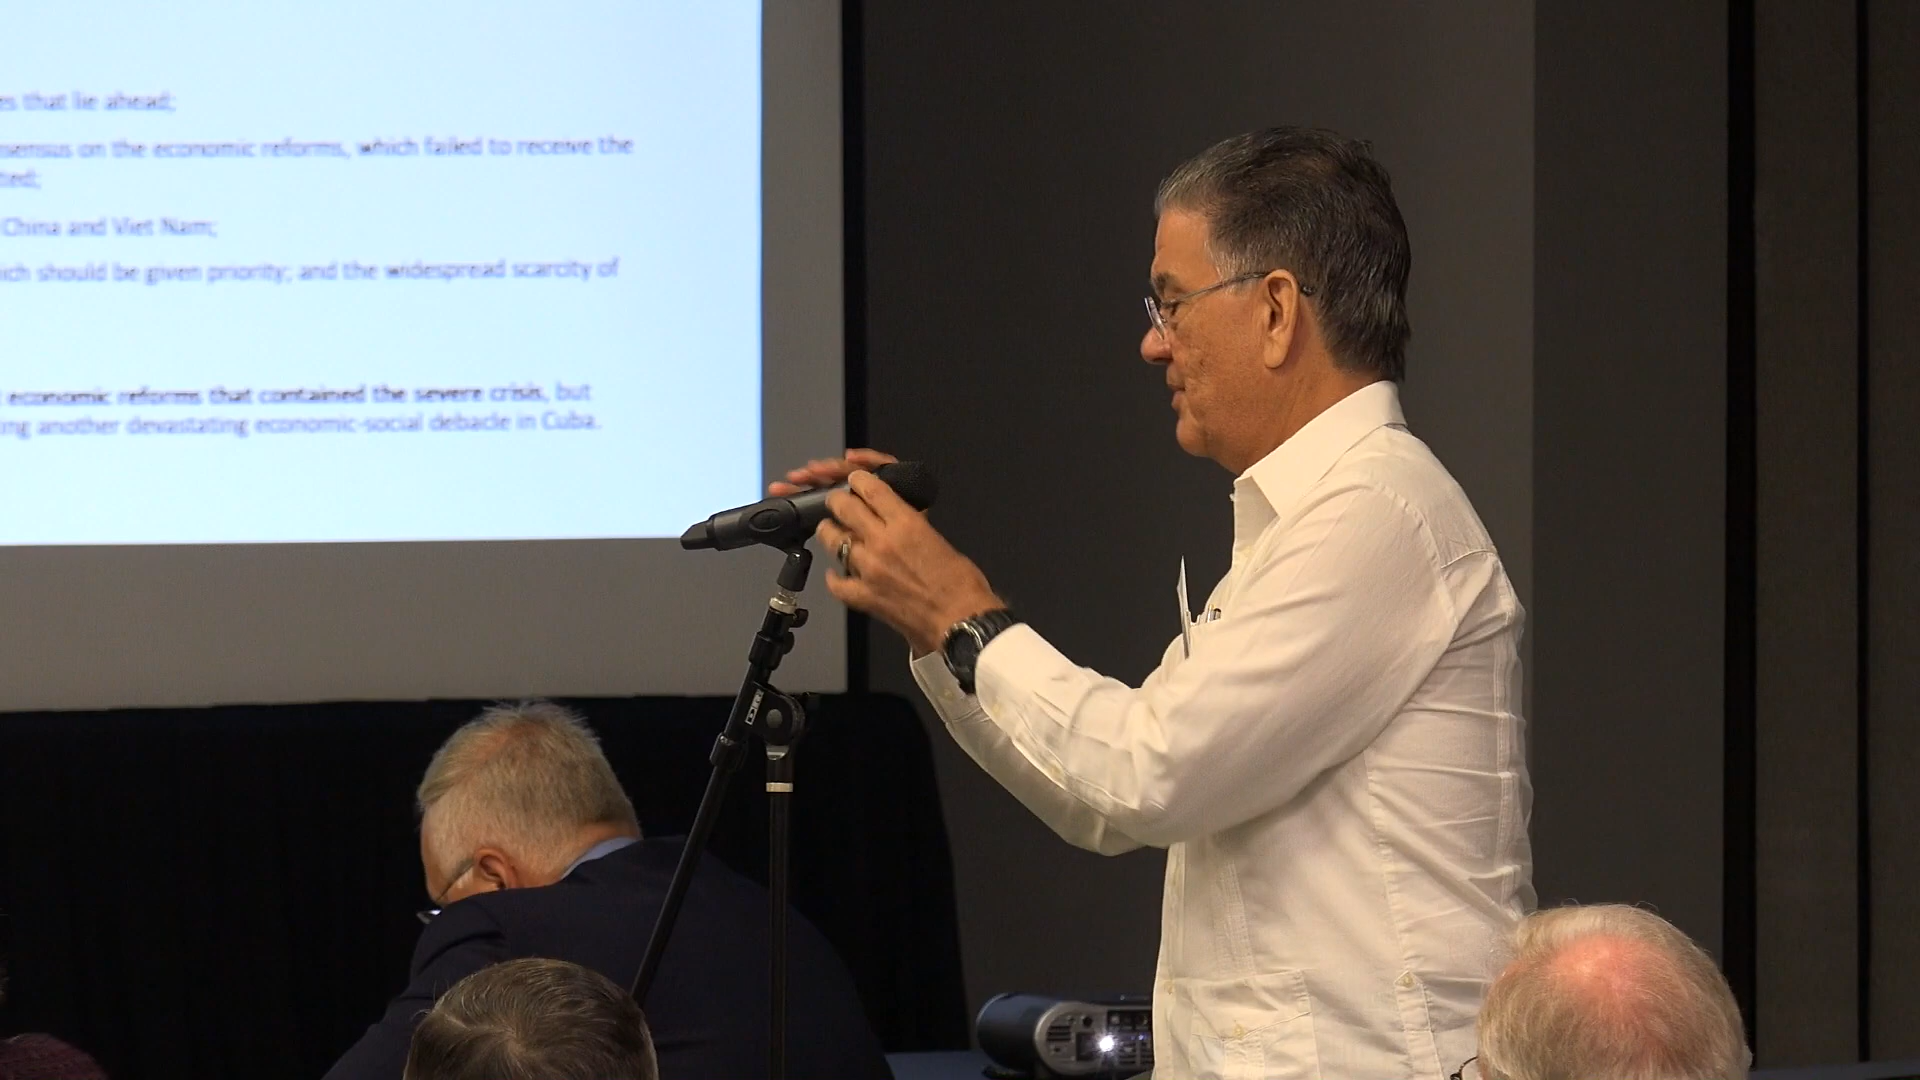 es that lie ahead;
nsensus on the economic reforms, which failed to receive the
ted;
China and Viet Nam;
ich should be given priority; and the widespread scarcity of
economic reforms that contained the severe crisis, but
ing another devastating economic-social debacle in Cuba.